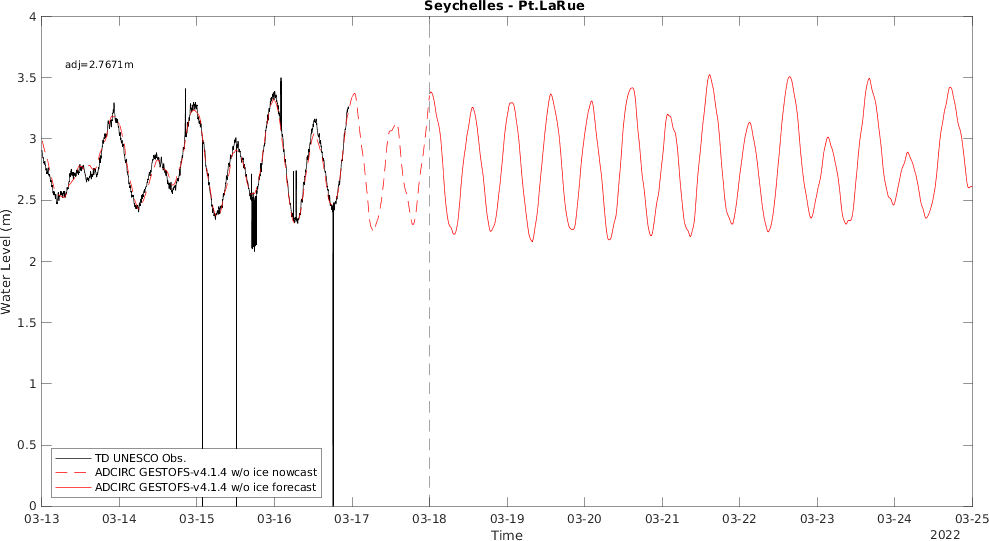 Seychelles - Pt.LaRue
4
adj=2.7671m
3.5
3
2.5
2
1.5
1
0.5
0
Water Level (m)
TD UNESCO Obs.
ADCIRC GESTOFS-v4.1.4 w/o ice nowcast
ADCIRC GESTOFS-v4.1.4 w/o ice forecast
03-13 03-14 03-15 03-16 03-17 03-18 03-19 03-20 03-21 03-22 03-23 03-24 03-25
Time
2022